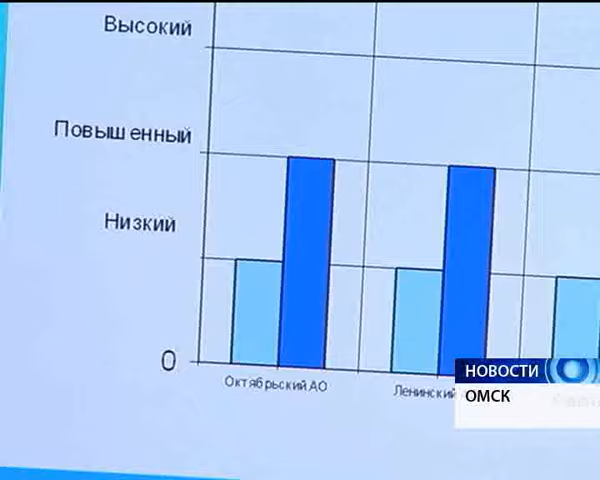 Высокий
Повышенный
Низкий
0
Октябрьский АО
Ленинский
НОВОСТИ
ОМСК